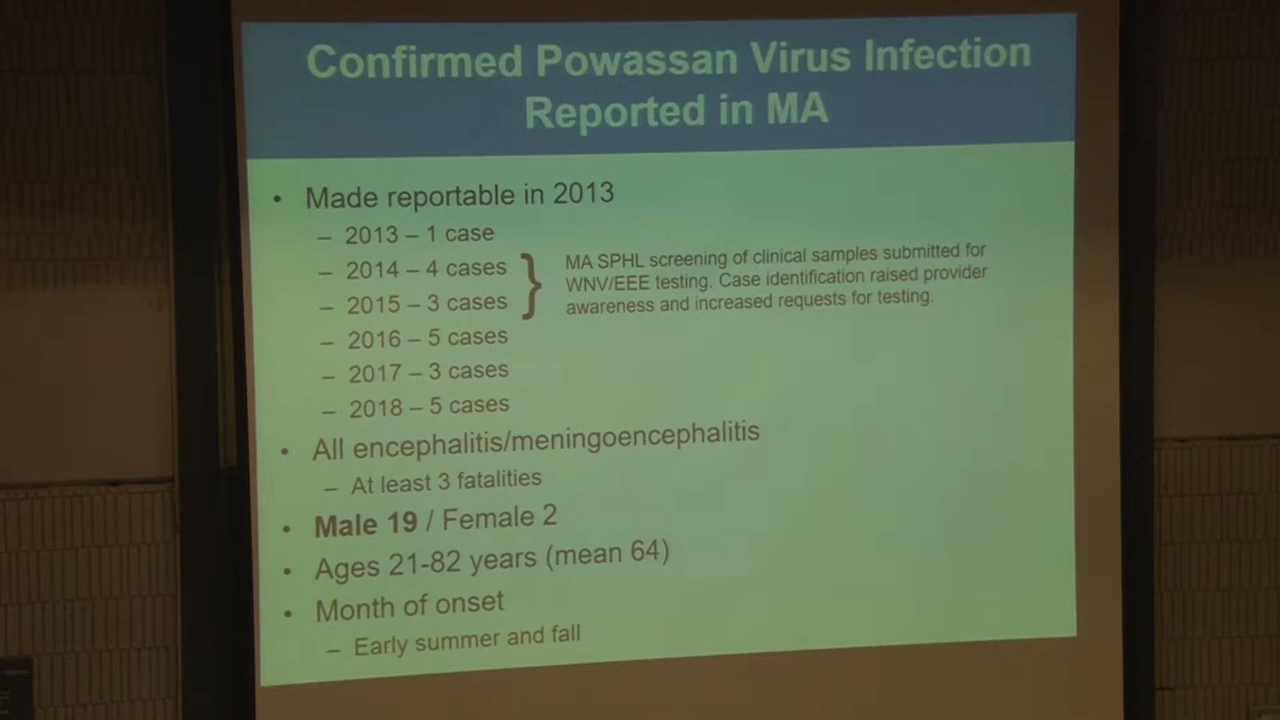 Confirmed Powassan Virus Infection
Reported in MA
• Made reportable in 2013
– 2013 – 1 case
– 2014 – 4 cases
– 2015 – 3 cases
}
MA SPHL screening of clinical samples submitted for
WNV/EEE testing. Case identification raised provider
awareness and increased requests for testing.
– 2016 – 5 cases
– 2017 – 3 cases
– 2018 – 5 cases
• All encephalitis/meningoencephalitis
– At least 3 fatalities
• Male 19 / Female 2
• Ages 21-82 years (mean 64)
• Month of onset
– Early summer and fall